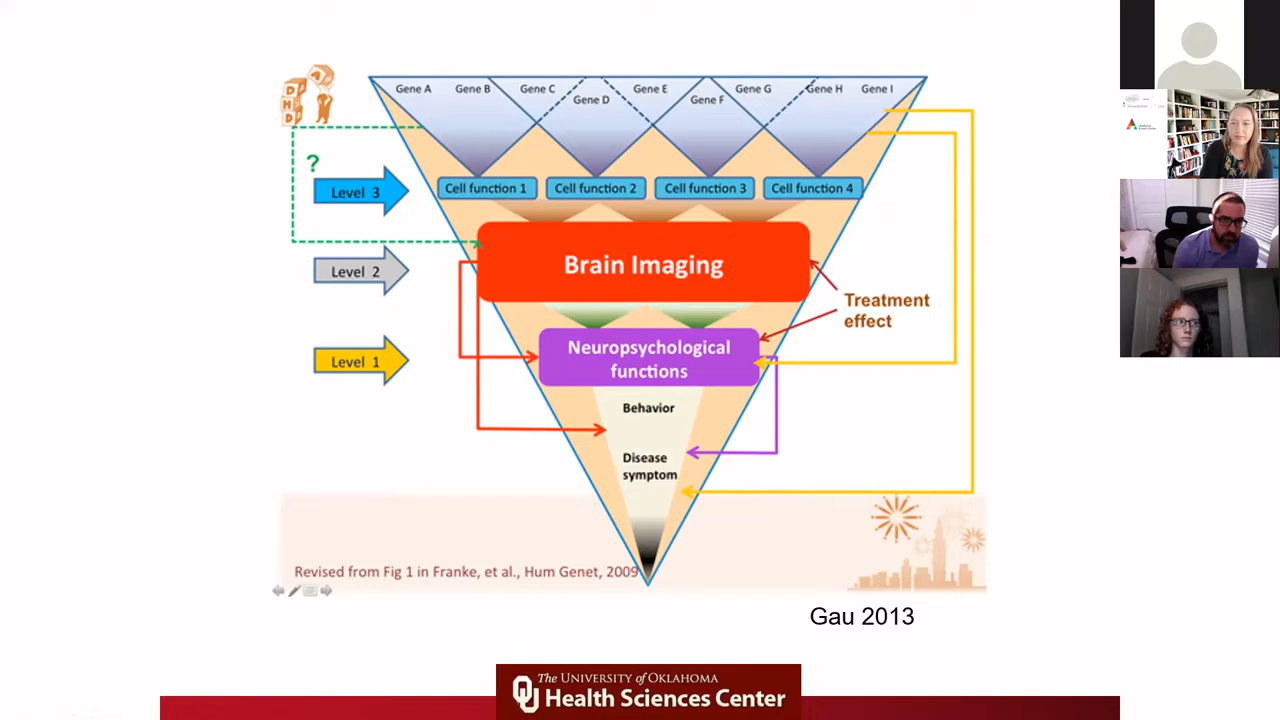 Gene A
Gene B
Gene C
Gene D
Gene E
Gene F
Gene G
Gene H
Gene I
?
Level 3
Cell function 1
Cell function 2
Cell function 3
Cell function 4
Brain Imaging
Level 2
Treatment
effect
Neuropsychological
functions
Level 1
Behavior
Disease
symptom
Revised from Fig 1 in Franke, et al., Hum Genet, 2009
Gau 2013
The UNIVERSITY of OKLAHOMA
Health Sciences Center